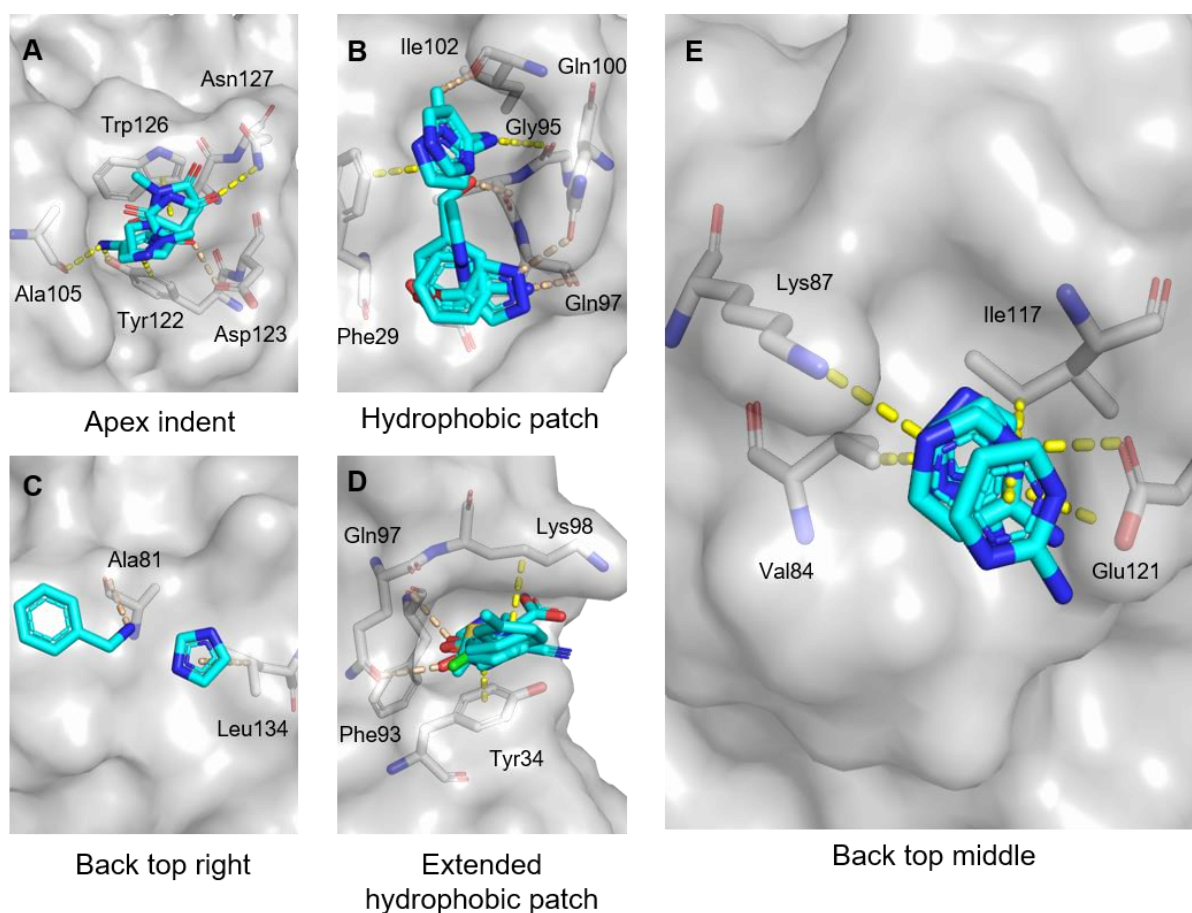 A
Asn127
Trp126
Ala105
Tyr122
Asp123
Apex indent
B
Ile102
Gln100
Gly95
Phe29
Gln97
Hydrophobic patch
C
Ala81
Leu134
Back top right
D
Gln97
Lys98
Phe93
Tyr34
Extended
hydrophobic patch
E
Lys87
Ile117
Val84
Glu121
Back top middle